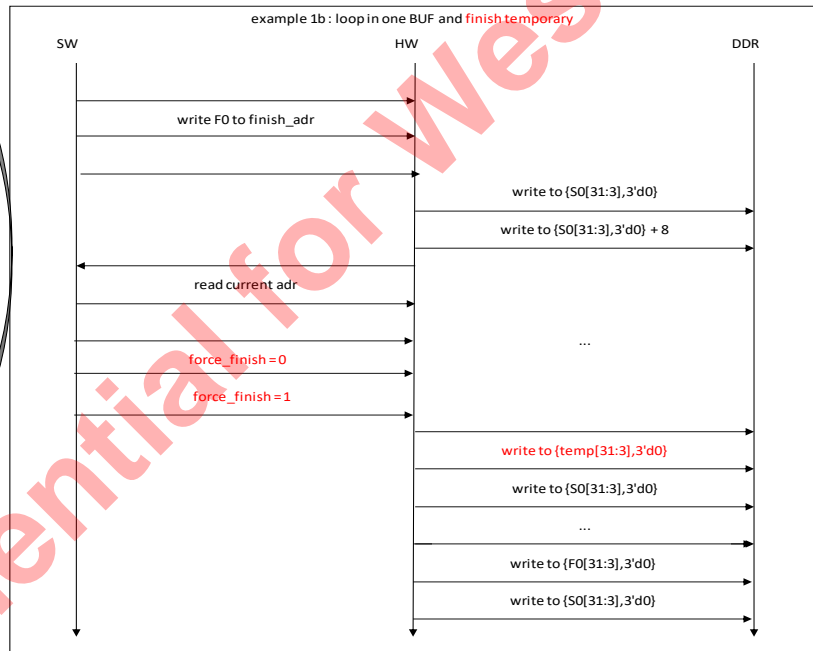 example 1b : loop in one BUF and finish temporary
SW HW DDR
write F0 to finish_adr
write to {S0[31:3],3'd0}
write to {S0[31:3],3'd0} + 8
read current adr
...
force_finish = 0
force_finish = 1
write to {temp[31:3],3'd0}
write to {S0[31:3],3'd0}
...
write to {F0[31:3],3'd0}
write to {S0[31:3],3'd0}
ential for Wes